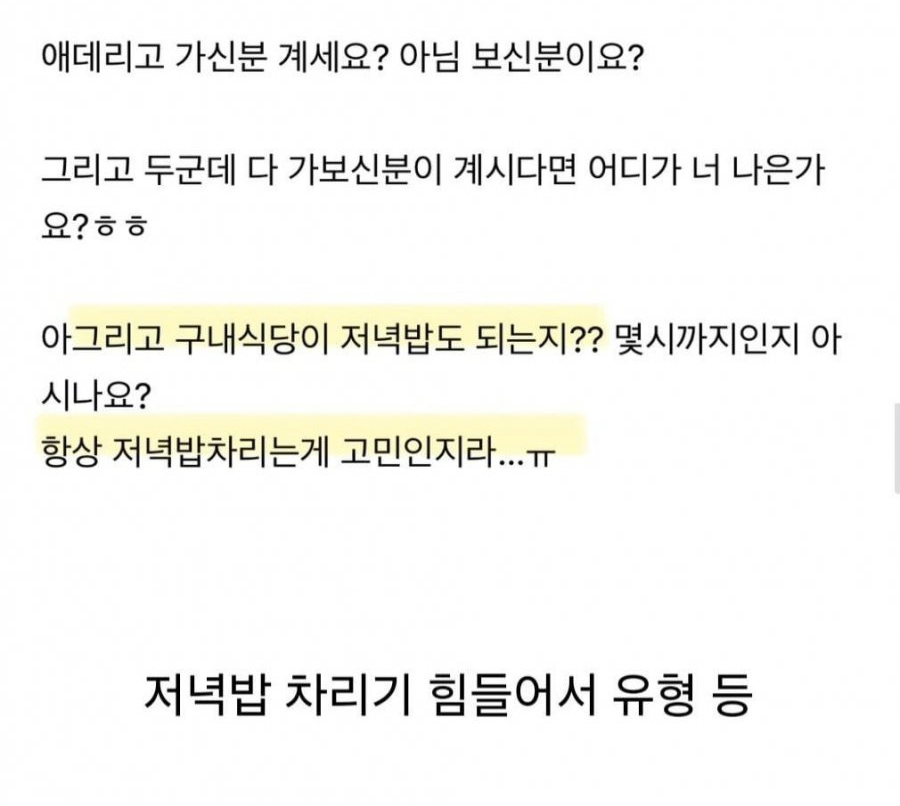 애데리고 가신분 계세요? 아님 보신분이요?
그리고 두군데 다 가보신분이 계시다면 어디가 너 나은가
요?ㅎㅎ
아그리고 구내식당이 저녁밥도 되는지?? 몇시까지인지 아
시나요?
항상 저녁밥차리는게 고민인지라...ㅠ
저녁밥 차리기 힘들어서 유형 등